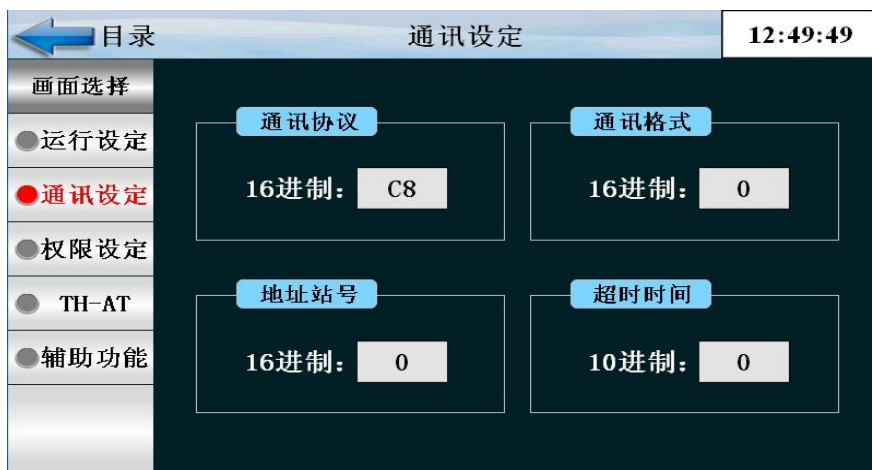 目录
通讯设定
12:49:49
画面选择
运行设定
通讯设定
权限设定
TH-AT
辅助功能
通讯协议
16进制: C8
通讯格式
16进制: 0
地址站号
16进制: 0
超时时间
10进制: 0